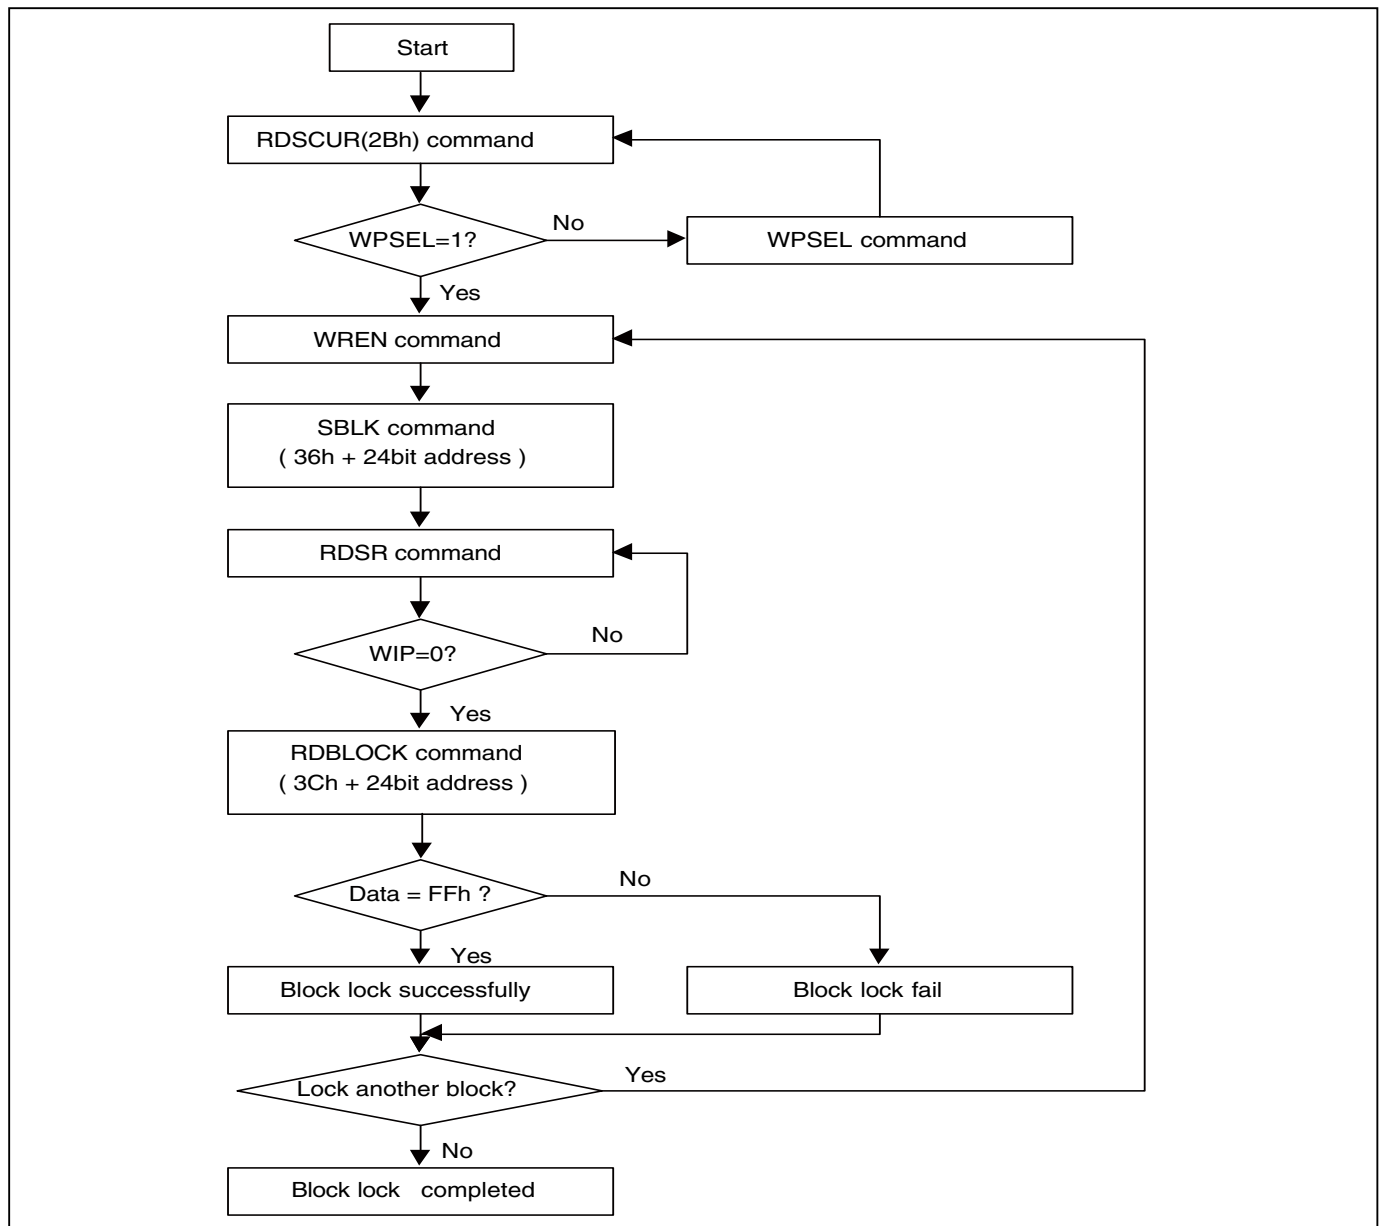 Start
RDSCUR(2Bh) command
WPSEL=1?
No
WPSEL command
Yes
WREN command
SBLK command
( 36h + 24bit address )
RDSR command
WIP=0?
No
Yes
RDBLOCK command
( 3Ch + 24bit address )
Data = FFh ?
No
Yes
Block lock successfully
Block lock fail
Lock another block?
Yes
No
Block lock completed